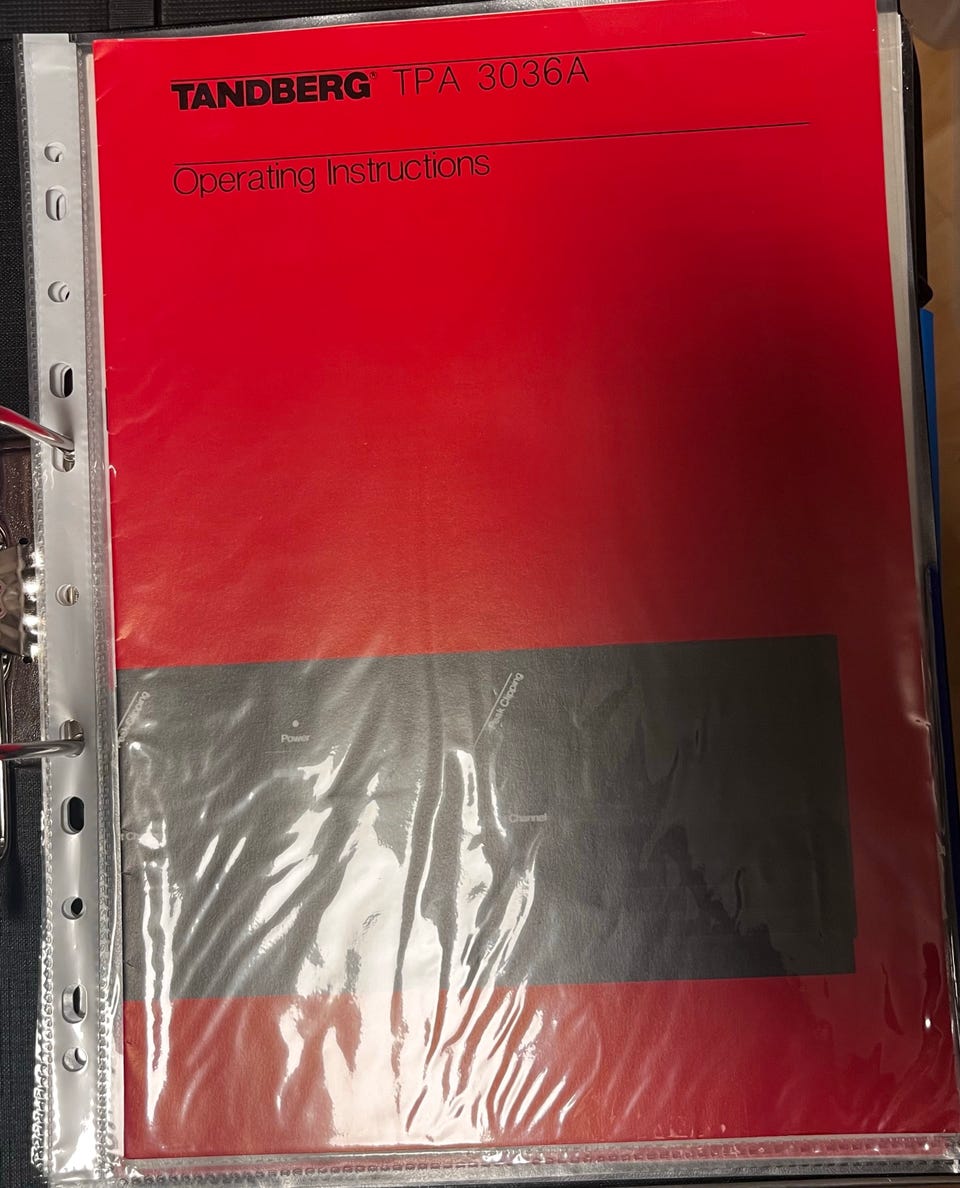 TANDBERG® TPA 3036A
Operating Instructions
Peak Clipping
Power
Channel